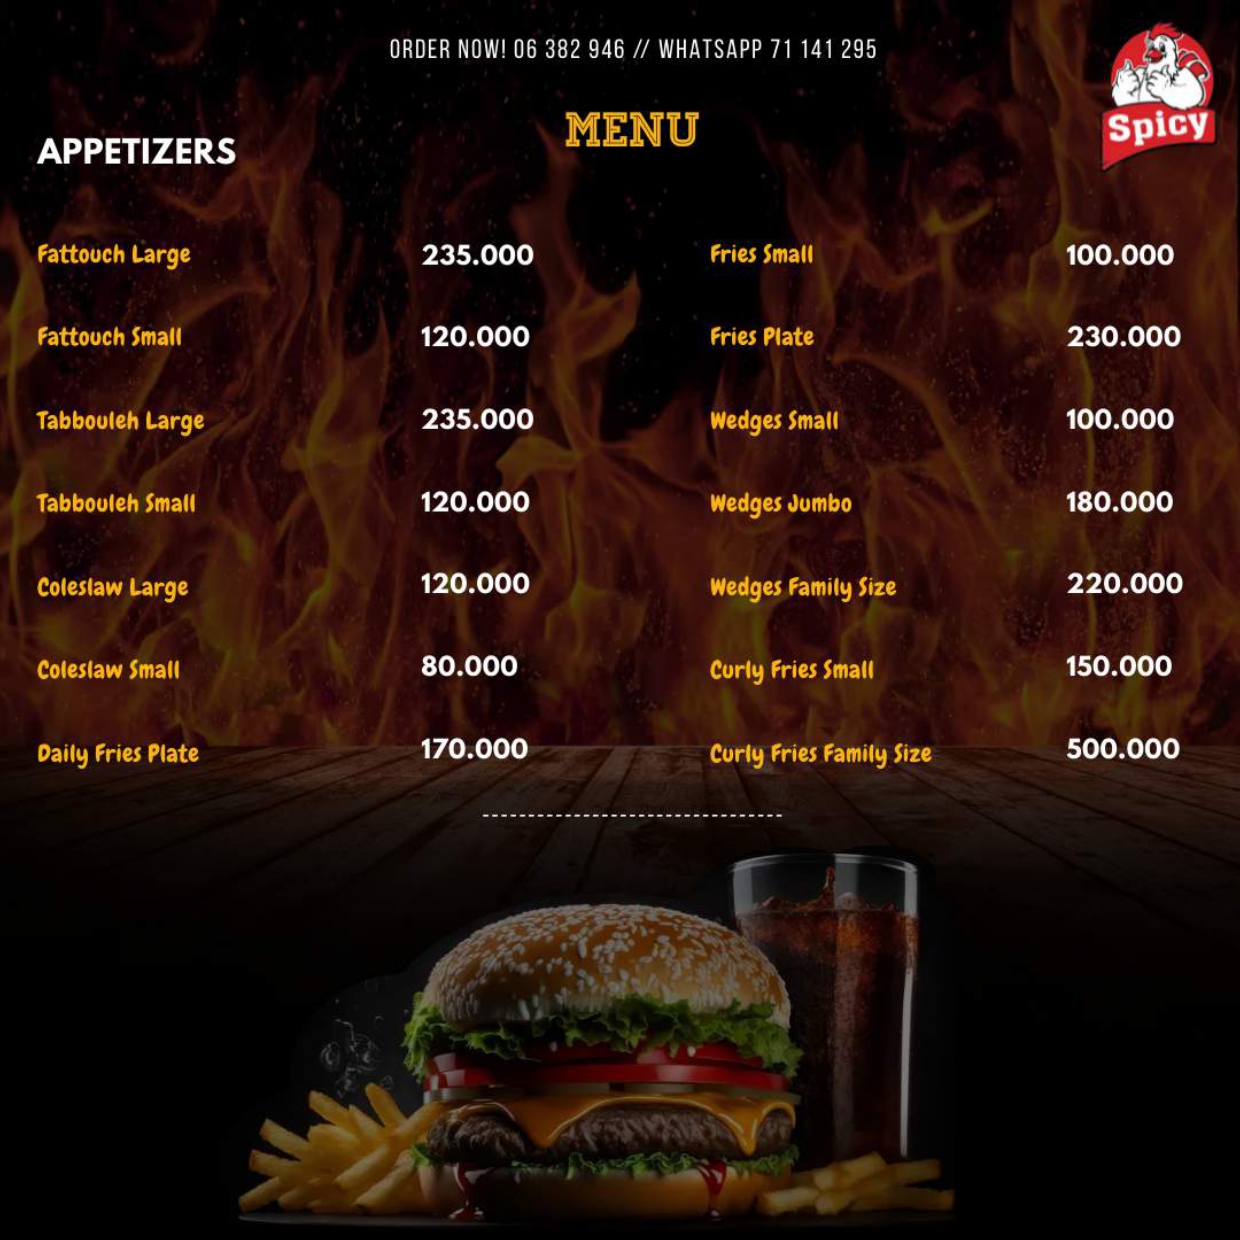 ORDER NOW! 06 382 946 // WHATSAPP 71 141 295
MENU
Spicy
APPETIZERS
Fattouch Large 235.000
Fattouch Small 120.000
Tabbouleh Large 235.000
Tabbouleh Small 120.000
Coleslaw Large 120.000
Coleslaw Small 80.000
Daily Fries Plate 170.000
Fries Small 100.000
Fries Plate 230.000
Wedges Small 100.000
Wedges Jumbo 180.000
Wedges Family Size 220.000
Curly Fries Small 150.000
Curly Fries Family Size 500.000